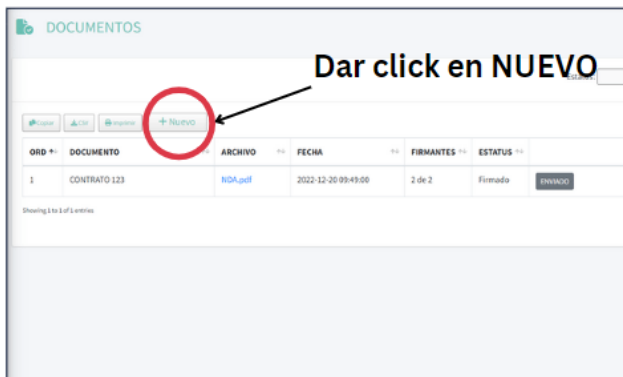 DOCUMENTOS
Dar click en NUEVO
Estatus:
Copiar CSV Imprimir + Nuevo
ORD DOCUMENTO ARCHIVO FECHA FIRMANTES ESTATUS
1 CONTRATO 123 NDA.pdf 2022-12-20 09:49:00 2 de 2 Firmado ENVIADO
Showing 1 to 1 of 1 entries